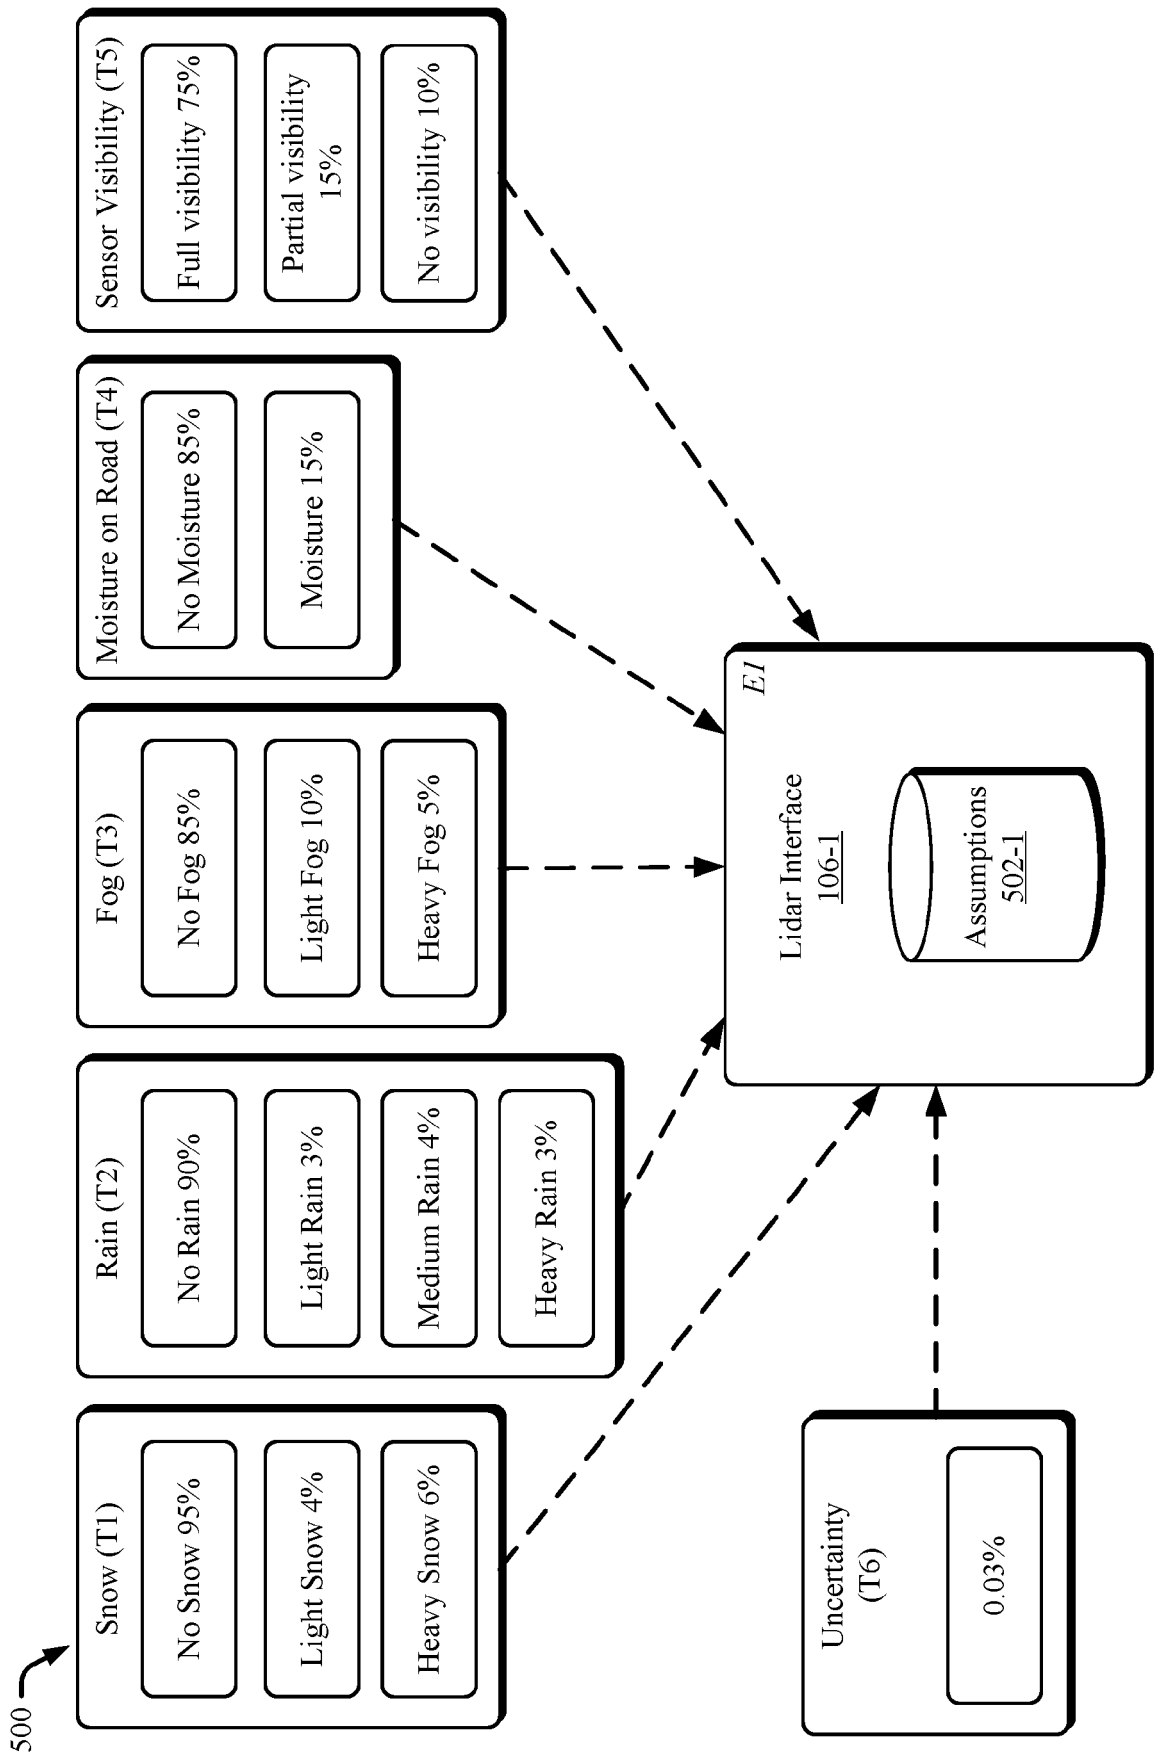 500
Snow (T1)
No Snow 95%
Light Snow 4%
Heavy Snow 6%
Rain (T2)
No Rain 90%
Light Rain 3%
Medium Rain 4%
Heavy Rain 3%
Fog (T3)
No Fog 85%
Light Fog 10%
Heavy Fog 5%
Moisture on Road (T4)
No Moisture 85%
Moisture 15%
Sensor Visibility (T5)
Full visibility 75%
Partial visibility
15%
No visibility 10%
Uncertainty
(T6)
0.03%
E1
Lidar Interface
106-1
Assumptions
502-1